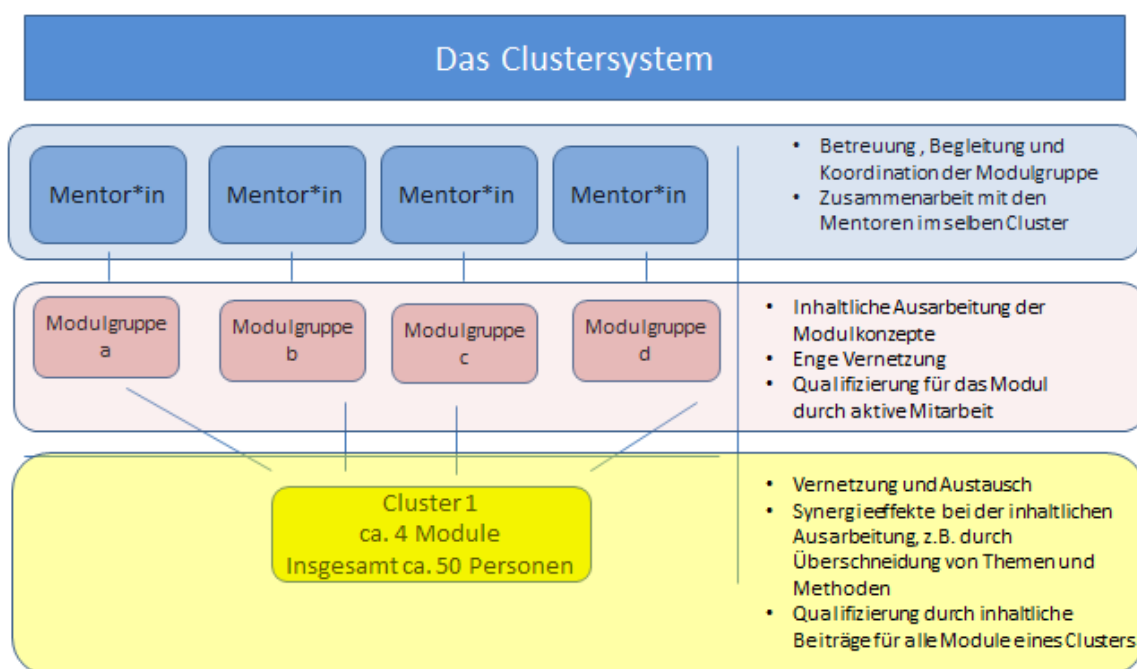 Das Clustersystem
Mentor*in
Mentor*in
Mentor*in
Mentor*in
• Betreuung , Begleitung und
Koordination der Modulgruppe
• Zusammenarbeit mit den
Mentoren im selben Cluster
Modulgruppe
a
Modulgruppe
b
Modulgruppe
c
Modulgruppe
d
• Inhaltliche Ausarbeitung der
Modulkonzepte
• Enge Vernetzung
• Qualifizierung für das Modul
durch aktive Mitarbeit
Cluster 1
ca. 4 Module
Insgesamt ca. 50 Personen
• Vernetzung und Austausch
• Synergieeffekte bei der inhaltlichen
Ausarbeitung, z.B. durch
Überschneidung von Themen und
Methoden
• Qualifizierung durch inhaltliche
Beiträge für alle Module eines Clusters